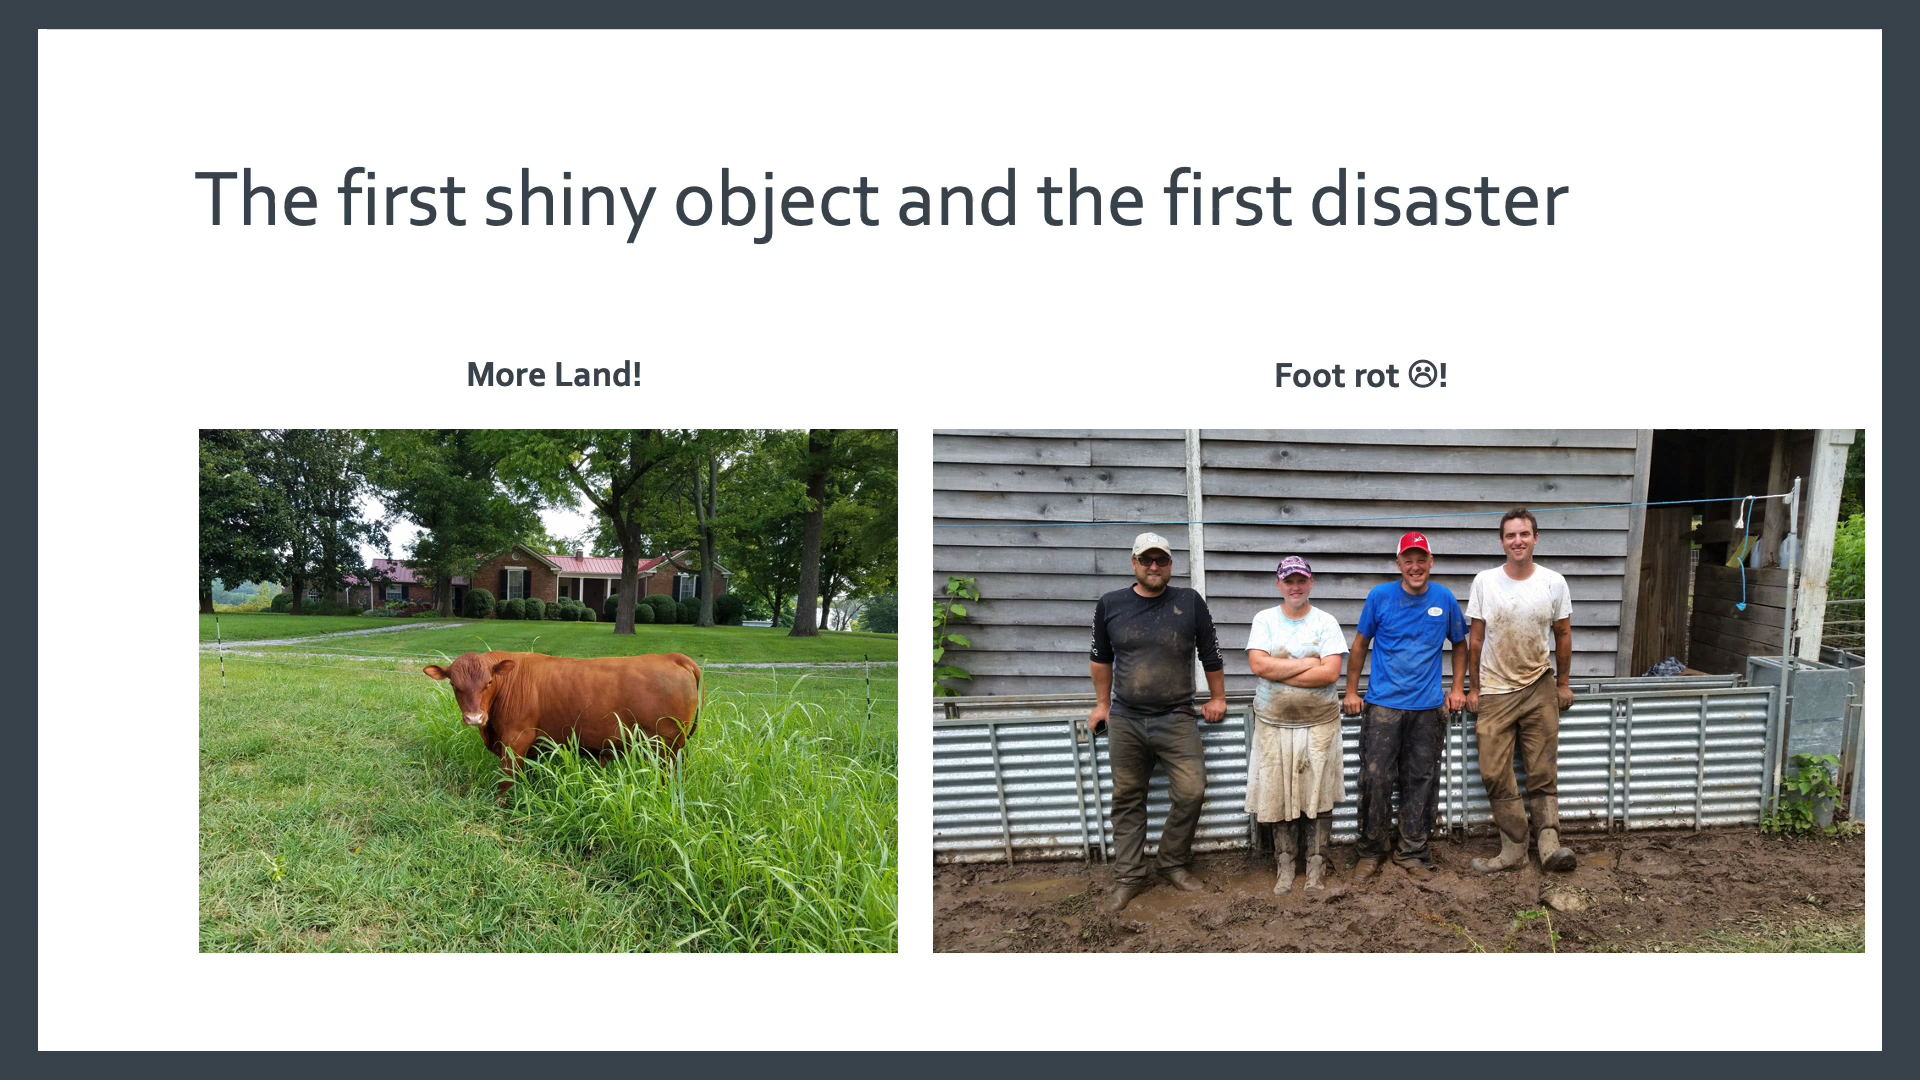 The first shiny object and the first disaster
More Land!
Foot rot ☹!